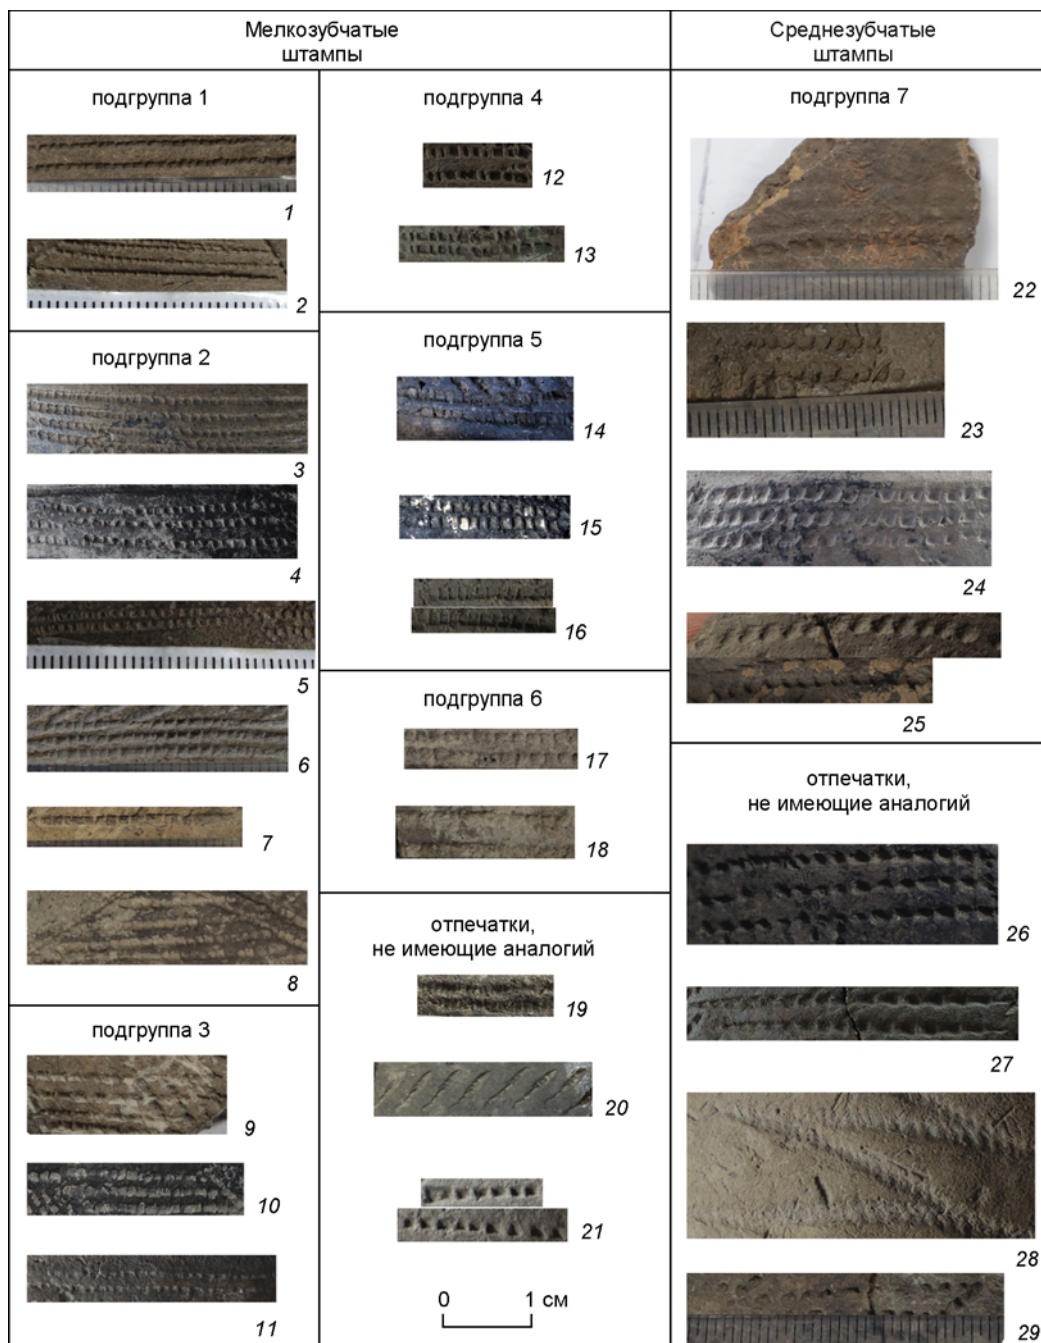 Мелкозубчатые
штампы
Среднезубчатые
штампы
подгруппа 1
1
2
подгруппа 2
3
4
5
6
7
8
подгруппа 3
9
10
11
подгруппа 4
12
13
подгруппа 5
14
15
16
подгруппа 6
17
18
отпечатки,
не имеющие аналогий
19
20
21
0 1 см
подгруппа 7
22
23
24
25
отпечатки,
не имеющие аналогий
26
27
28
29